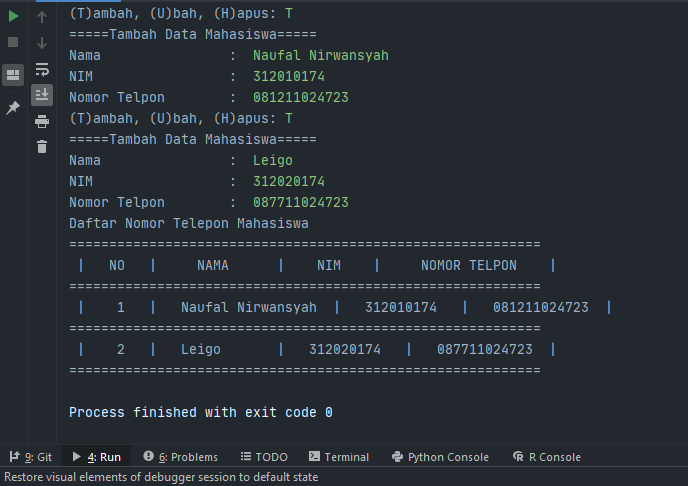 (T)ambah, (U)bah, (H)apus: T
=====Tambah Data Mahasiswa=====
Nama                :  Naufal Nirwansyah
NIM                 :  312010174
Nomor Telpon        :  081211024723
(T)ambah, (U)bah, (H)apus: T
=====Tambah Data Mahasiswa=====
Nama                :  Leigo
NIM                 :  312020174
Nomor Telpon        :  087711024723
Daftar Nomor Telepon Mahasiswa
===========================================================
 |   NO   |     NAMA      |    NIM    |     NOMOR TELPON    |
===========================================================
 |    1   |   Naufal Nirwansyah  |   312010174   |   081211024723  |
===========================================================
 |    2   |   Leigo       |   312020174   |   087711024723  |
===========================================================
Process finished with exit code 0
9: Git  4: Run  6: Problems  TODO  Terminal  Python Console  R Console
Restore visual elements of debugger session to default state